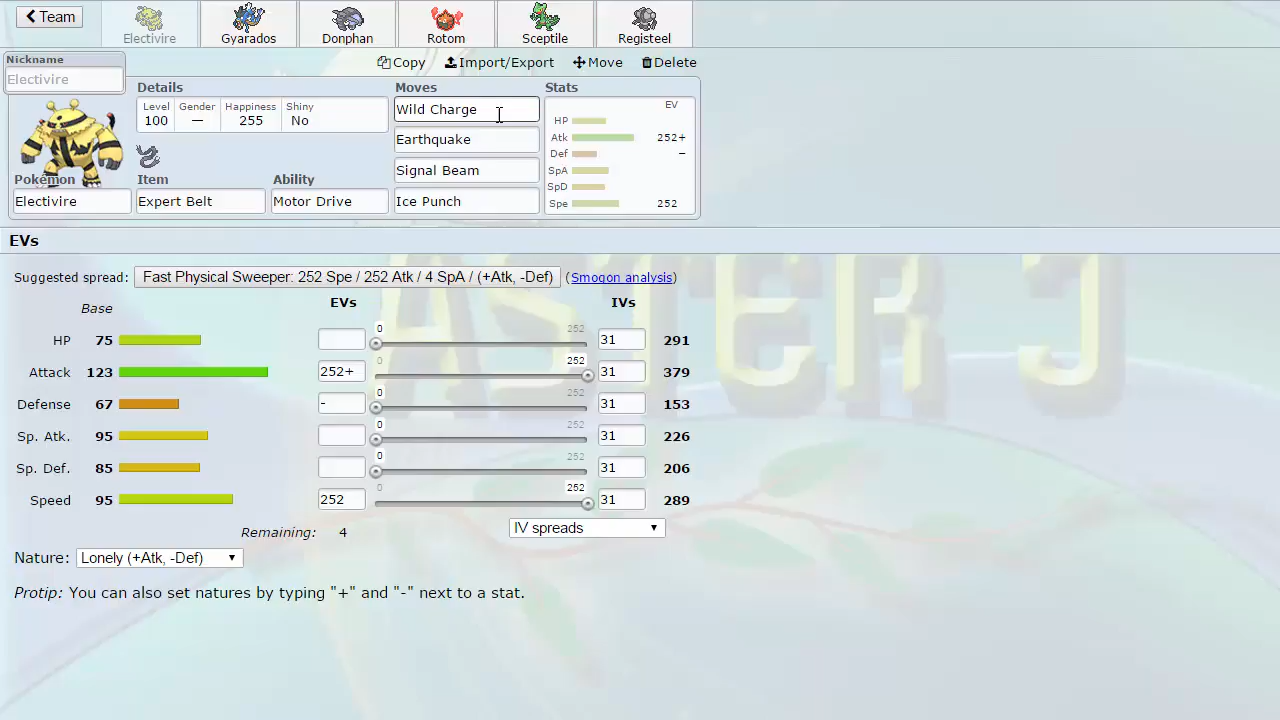 Team
Electivire
Gyarados
Donphan
Rotom
Sceptile
Registeel
Copy
Import/Export
Move
Delete
Nickname
Electivire
Details
Level
100
Gender
—
Happiness
255
Shiny
No
Moves
Wild Charge
Earthquake
Signal Beam
Ice Punch
Stats
EV
HP
Atk 252+
Def –
SpA
SpD
Spe 252
Pokémon
Electivire
Item
Expert Belt
Ability
Motor Drive
EVs
Suggested spread: Fast Physical Sweeper: 252 Spe / 252 Atk / 4 SpA / (+Atk, -Def) (Smogon analysis)
Base EVs IVs
HP 75 0 252 31 291
Attack 123 252+ 0 252 31 379
Defense 67 - 0 252 31 153
Sp. Atk. 95 0 252 31 226
Sp. Def. 85 0 252 31 206
Speed 95 252 0 252 31 289
Remaining: 4 IV spreads
Nature: Lonely (+Atk, -Def)
Protip: You can also set natures by typing "+" and "-" next to a stat.
ASTER J